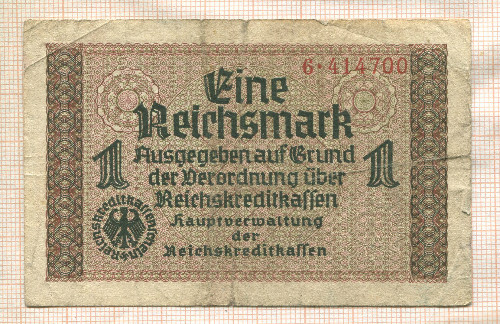 6·414700
Eine
Reichsmark
1 Ausgegeben auf Grund 1
der Verordnung über
Reichskreditkassen
Hauptverwaltung
der
Reichskreditkassen